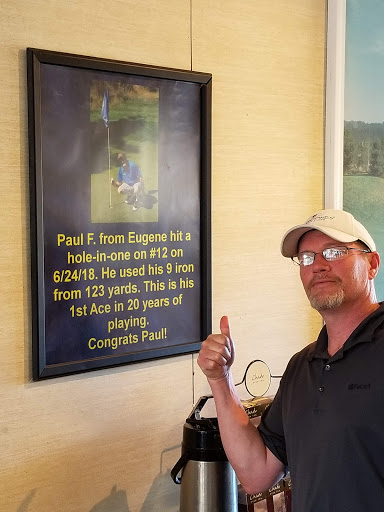 Paul F. from Eugene hit a
hole-in-one on #12 on
6/24/18. He used his 9 iron
from 123 yards. This is his
1st Ace in 20 years of
playing.
Congrats Paul!